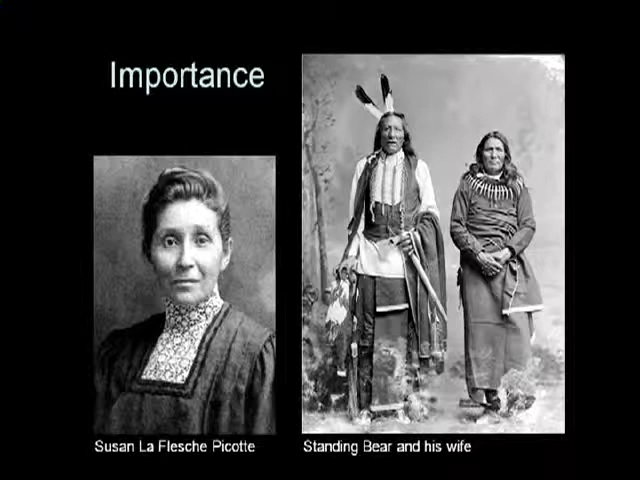 Importance
Susan La Flesche Picotte
Standing Bear and his wife